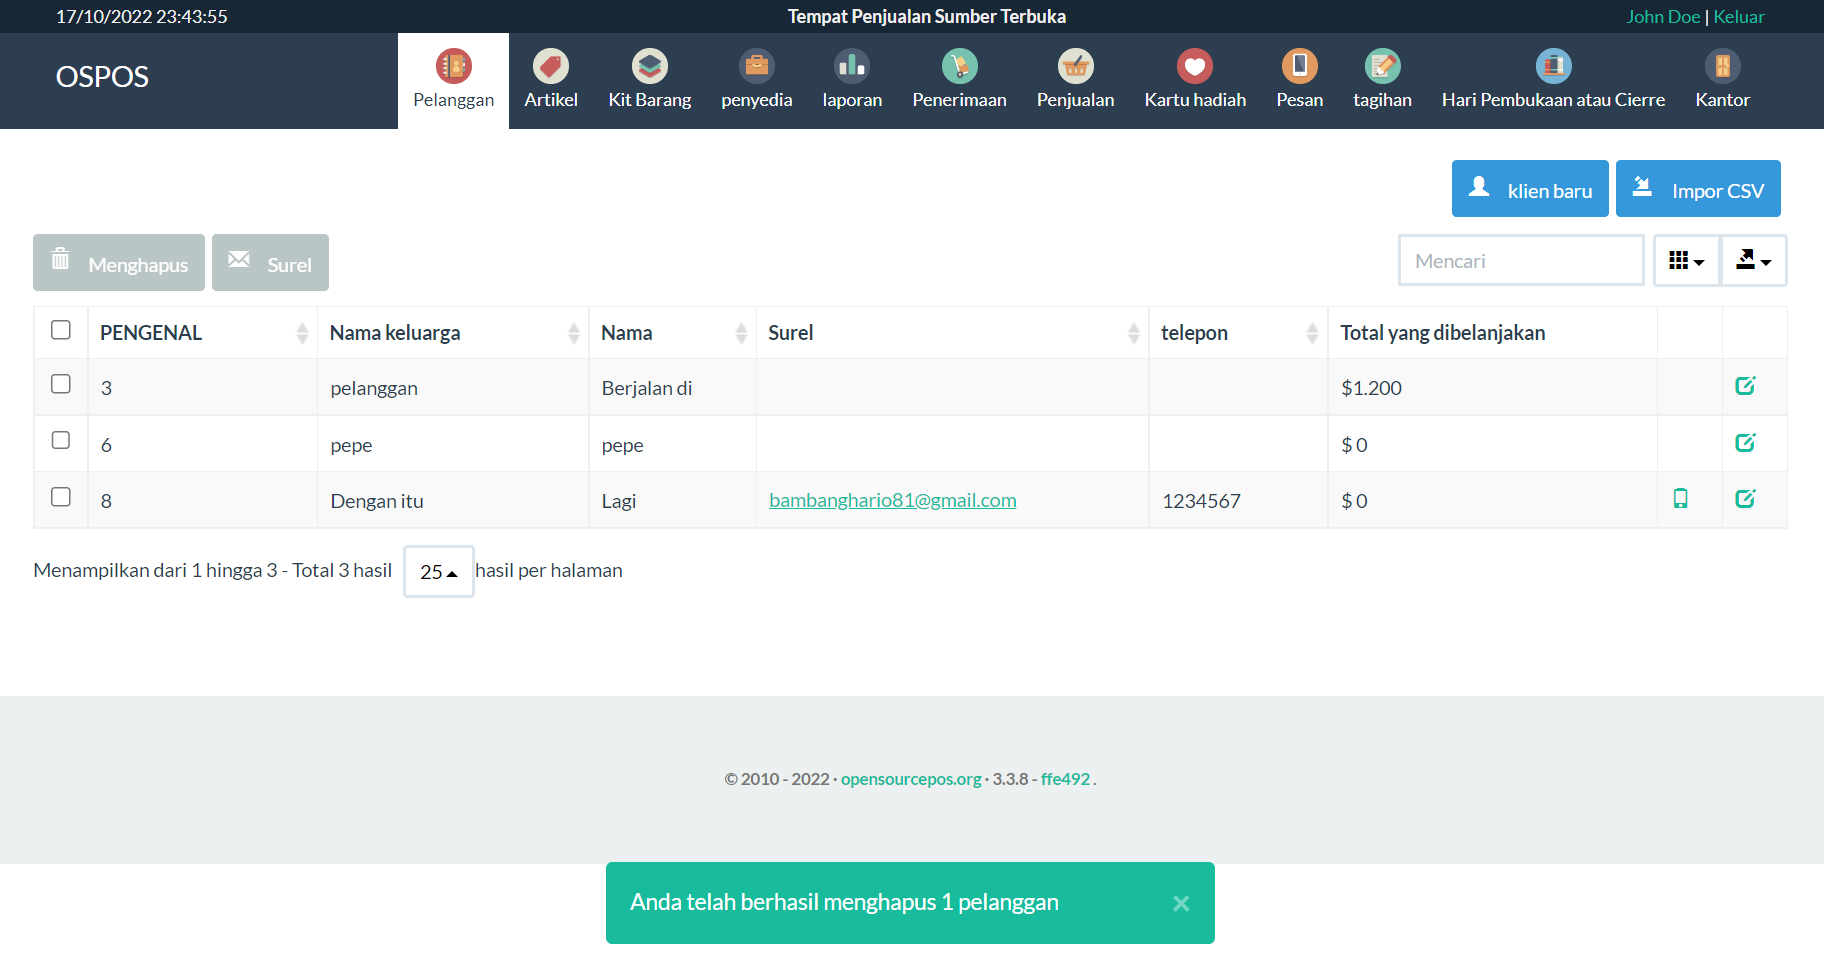 17/10/2022 23:43:55
Tempat Penjualan Sumber Terbuka
John Doe | Keluar
OSPOS
Pelanggan
Artikel
Kit Barang
penyedia
laporan
Penerimaan
Penjualan
Kartu hadiah
Pesan
tagihan
Hari Pembukaan atau Cierre
Kantor
klien baru
Impor CSV
Menghapus
Surel
Mencari
PENGENAL Nama keluarga Nama Surel telepon Total yang dibelanjakan
3 pelanggan Berjalan di $1.200
6 pepe pepe $ 0
8 Dengan itu Lagi bambanghario81@gmail.com 1234567 $ 0
Menampilkan dari 1 hingga 3 - Total 3 hasil 25 hasil per halaman
© 2010 - 2022 · opensourcepos.org · 3.3.8 - ffe492 .
Anda telah berhasil menghapus 1 pelanggan ×